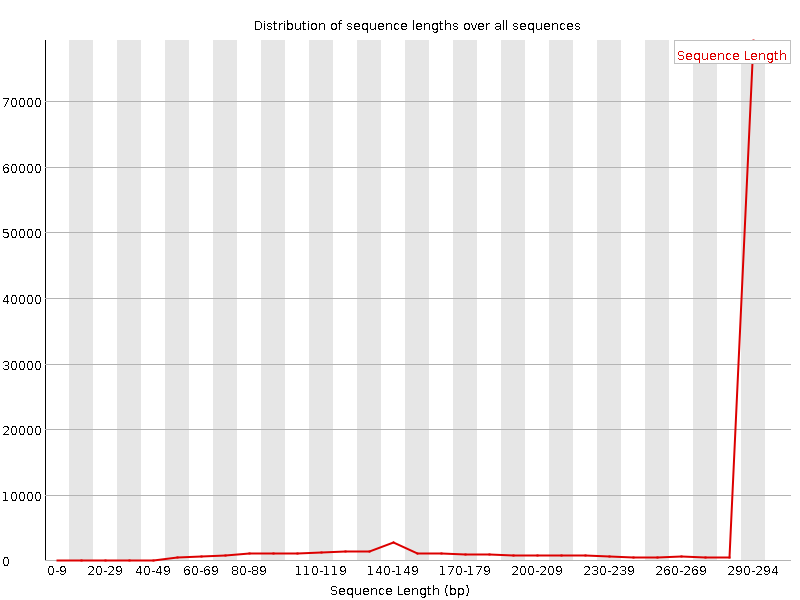 Distribution of sequence lengths over all sequences
Sequence Length
70000
60000
50000
40000
30000
20000
10000
0
0-9 20-29 40-49 60-69 80-89 110-119 140-149 170-179 200-209 230-239 260-269 290-294
Sequence Length (bp)